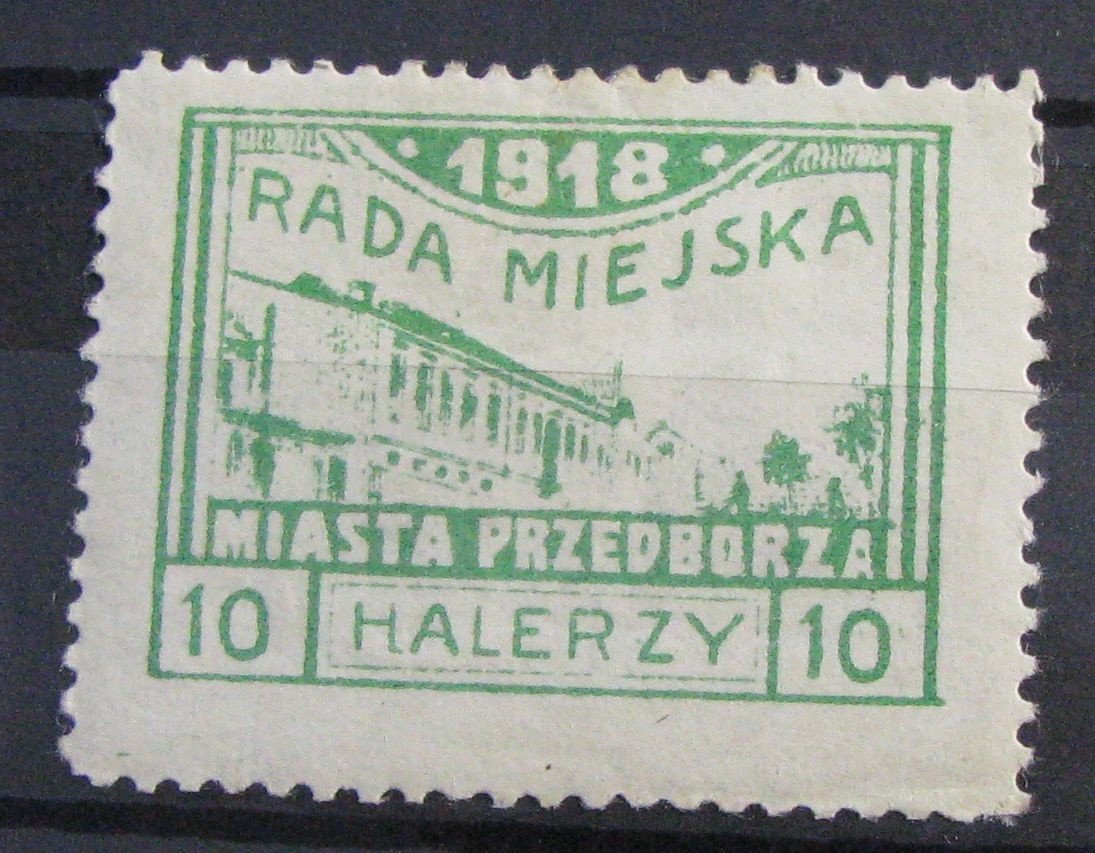 1918
RADA MIEJSKA
MIASTA PRZEDBORZA
10 HALERZY 10